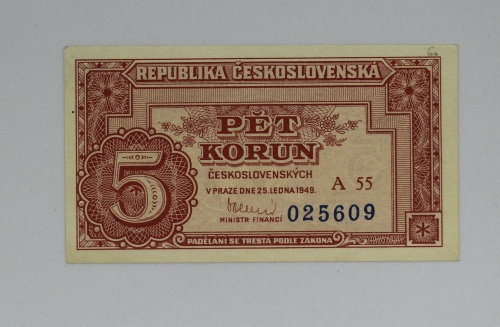 REPUBLIKA ČESKOSLOVENSKÁ
PĚT
KORUN
ČESKOSLOVENSKÝCH
V PRAZE DNE 25. LEDNA 1949.
A 55
MINISTR FINANCÍ
025609
5
PADĚLÁNÍ SE TRESTÁ PODLE ZÁKONA